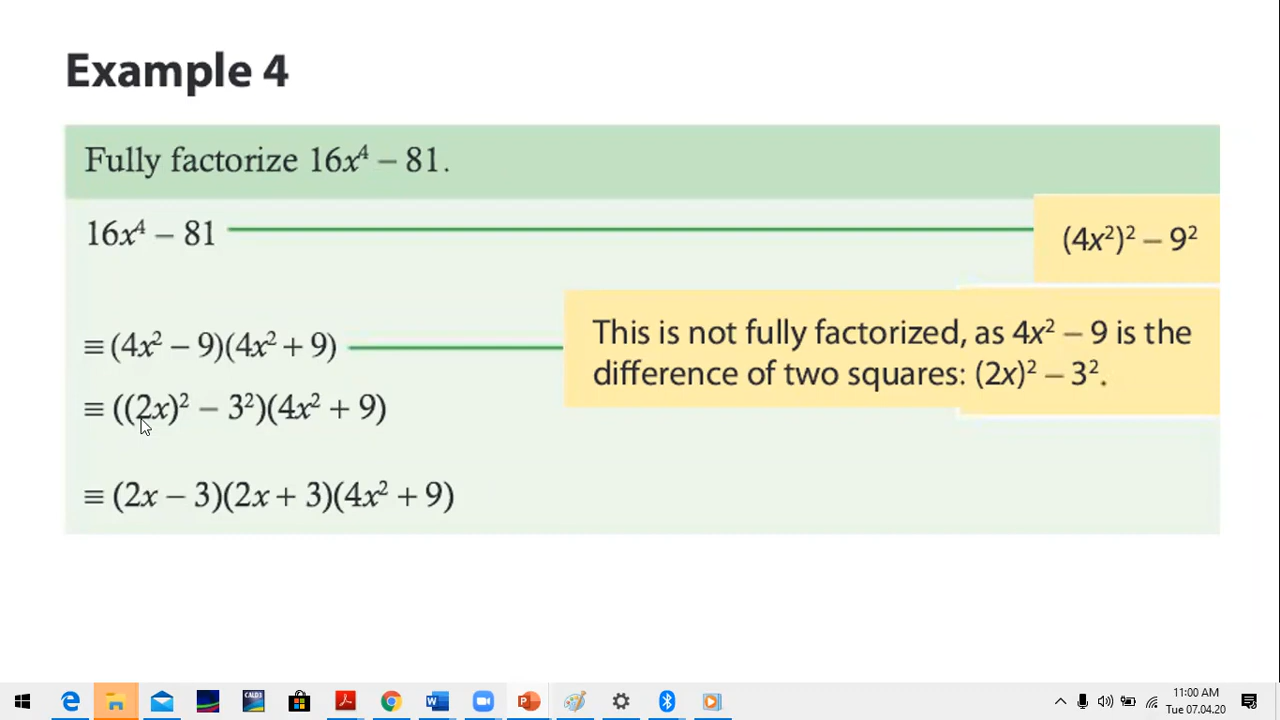 Example 4
Fully factorize 16x⁴ – 81.
16x⁴ – 81
(4x²)² – 9²
≡ (4x² – 9)(4x² + 9)
This is not fully factorized, as 4x² – 9 is the
difference of two squares: (2x)² – 3².
≡ ((2x)² – 3²)(4x² + 9)
≡ (2x – 3)(2x + 3)(4x² + 9)
CALD3
11:00 AM
Tue 07.04.20